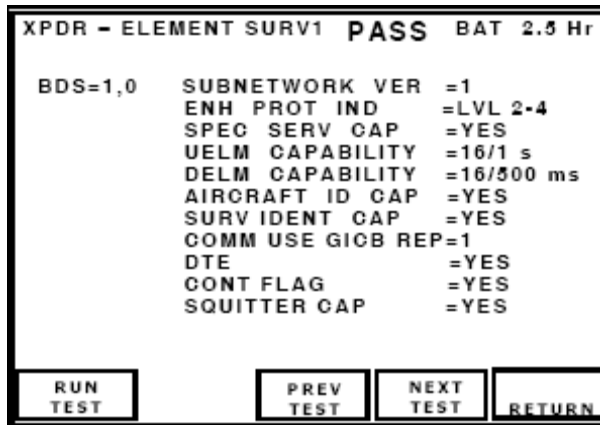 XPDR – ELEMENT SURV1 PASS BAT 2.5 Hr
BDS=1,0 SUBNETWORK VER =1
ENH PROT IND =LVL 2-4
SPEC SERV CAP =YES
UELM CAPABILITY =16/1 s
DELM CAPABILITY =16/500 ms
AIRCRAFT ID CAP =YES
SURV IDENT CAP =YES
COMM USE GICB REP=1
DTE =YES
CONT FLAG =YES
SQUITTER CAP =YES
RUN TEST
PREV TEST
NEXT TEST
RETURN